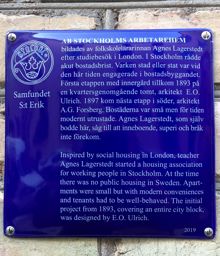 AB STOCKHOLMS ARBETAREHEM
bildades av folkskolelärarinnan Agnes Lagerstedt
efter studiebesök i London. I Stockholm rådde
akut bostadsbrist. Varken stad eller stat var vid
den här tiden engagerade i bostadsbyggandet.
Första etappen med innergård tillkom 1893 på
en kvartersgenomgående tomt, arkitekt E.O.
Ulrich. 1897 kom nästa etapp i söder, arkitekt
A.G. Forsberg. Bostäderna var små men för tiden
modernt utrustade. Agnes Lagerstedt, som själv
bodde här, såg till att inneboende, superi och bråk
inte förekom.
Samfundet
S:t Erik
Inspired by social housing in London, teacher
Agnes Lagerstedt started a housing association
for working people in Stockholm. At the time
there was no public housing in Sweden. Apart-
ments were small but with modern conveniences
and tenants had to be well-behaved. The initial
project from 1893, covering an entire city block,
was designed by E.O. Ulrich.
2019